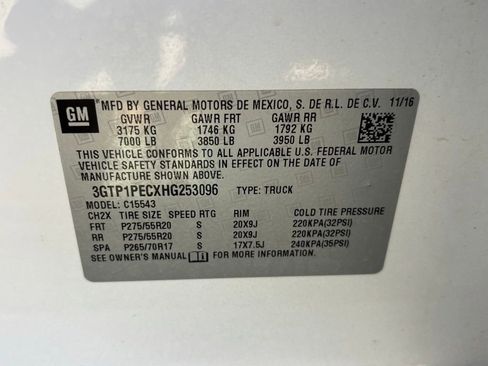 GM ® MFD BY GENERAL MOTORS DE MEXICO, S. DE R.L. DE C.V. 11/16
GVWR GAWR FRT GAWR RR
3175 KG 1746 KG 1792 KG
7000 LB 3850 LB 3950 LB
THIS VEHICLE CONFORMS TO ALL APPLICABLE U.S. FEDERAL MOTOR
VEHICLE SAFETY STANDARDS IN EFFECT ON THE DATE OF
MANUFACTURE SHOWN ABOVE.
3GTP1PECXHG253096 TYPE: TRUCK
MODEL: C15543
CH2X TIRE SIZE SPEED RTG RIM COLD TIRE PRESSURE
FRT P275/55R20 S 20X9J 220KPA(32PSI)
RR P275/55R20 S 20X9J 220KPA(32PSI)
SPA P265/70R17 S 17X7.5J 240KPA(35PSI)
SEE OWNER'S MANUAL i FOR MORE INFORMATION.